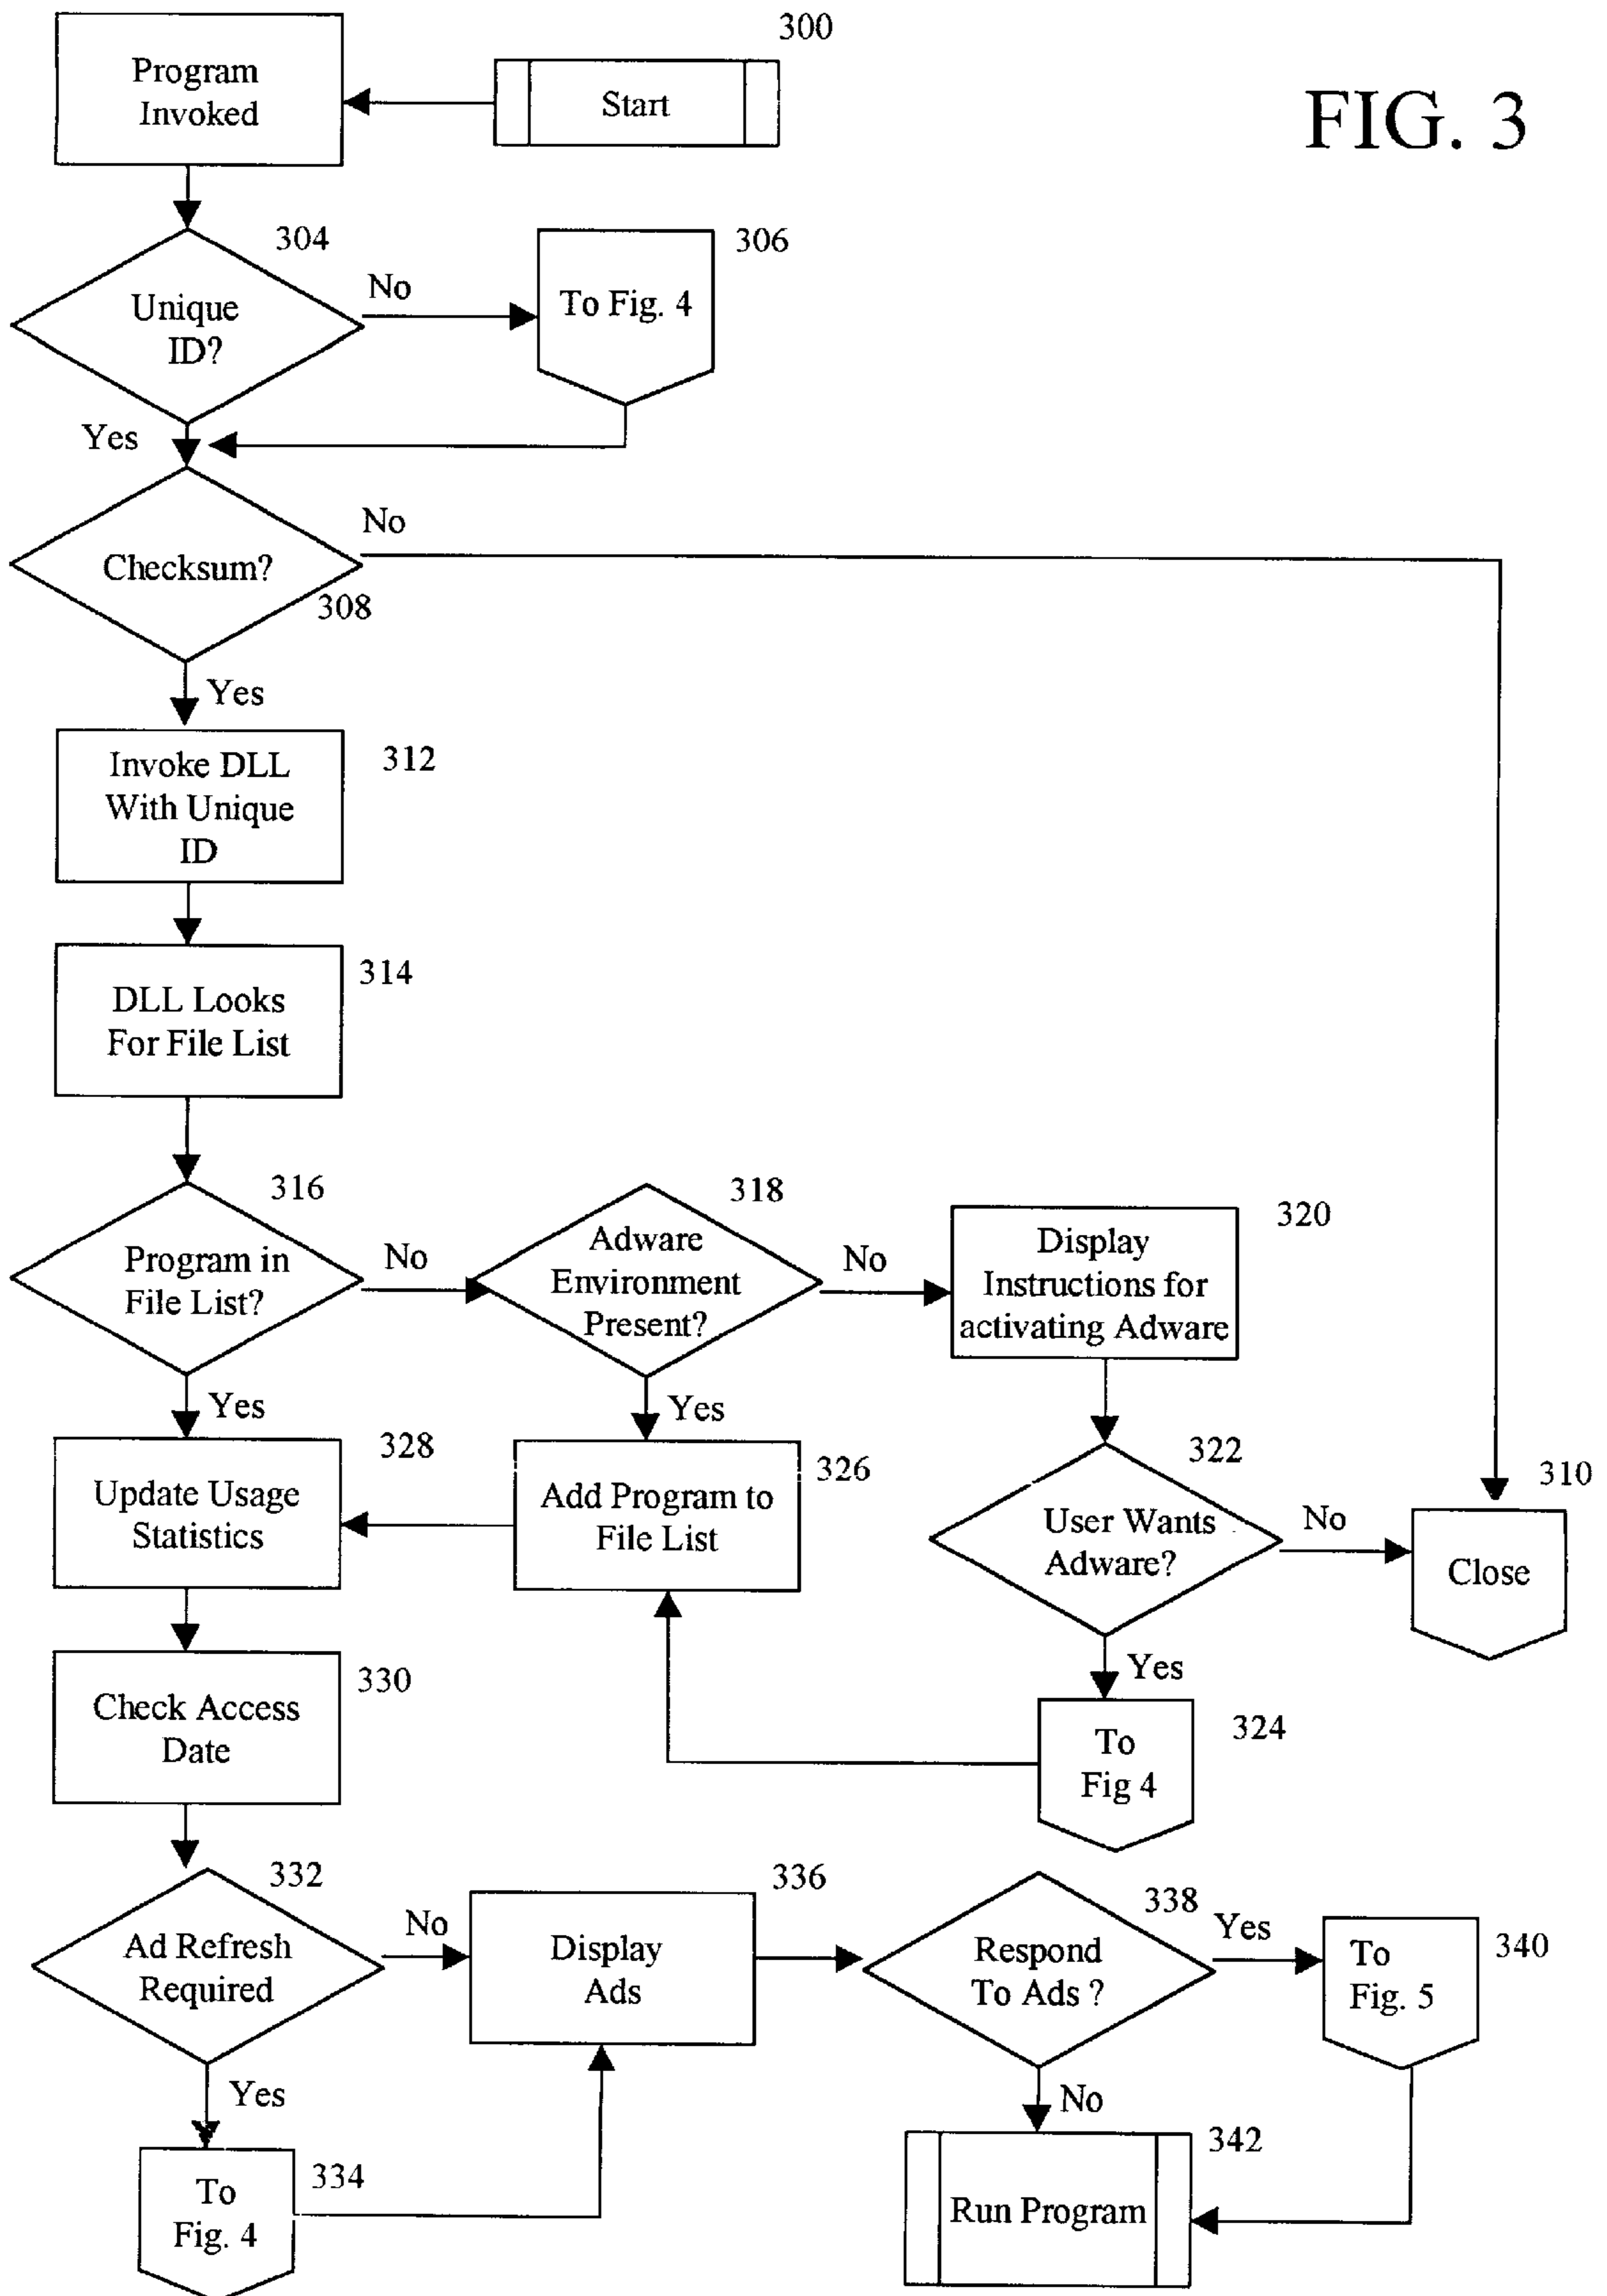 300
Program
Invoked
Start
FIG. 3
304
306
No
Unique
ID?
To Fig. 4
Yes
No
Checksum?
308
Yes
Invoke DLL
With Unique
ID
312
314
DLL Looks
For File List
316
318
320
Program in
File List?
No
Adware
Environment
Present?
No
Display
Instructions for
activating Adware
Yes
Yes
328
326
322
310
Update Usage
Statistics
Add Program to
File List
User Wants
Adware?
No
Close
330
Check Access
Date
Yes
324
To
Fig 4
332
336
338
Ad Refresh
Required
No
Display
Ads
Respond
To Ads ?
Yes
To
Fig. 5
340
Yes
No
334
To
Fig. 4
342
Run Program